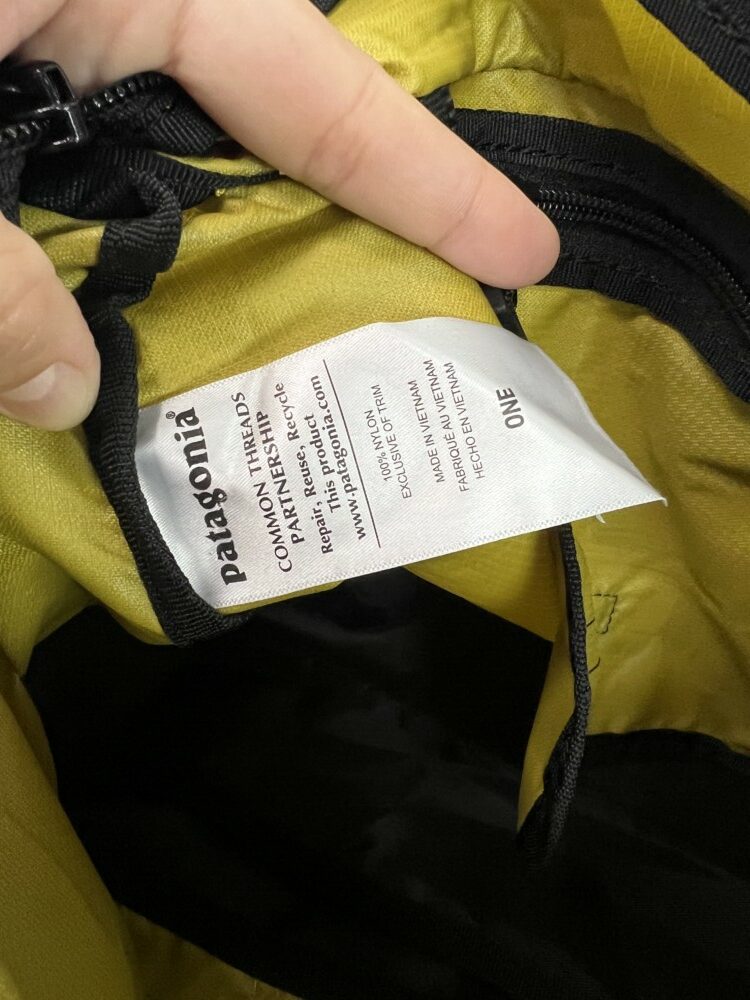 patagonia®
COMMON THREADS
PARTNERSHIP
Repair, Reuse, Recycle
This product.
www.patagonia.com
100% NYLON
EXCLUSIVE OF TRIM
MADE IN VIETNAM
FABRIQUÉ AU VIETNAM
HECHO EN VIETNAM
ONE